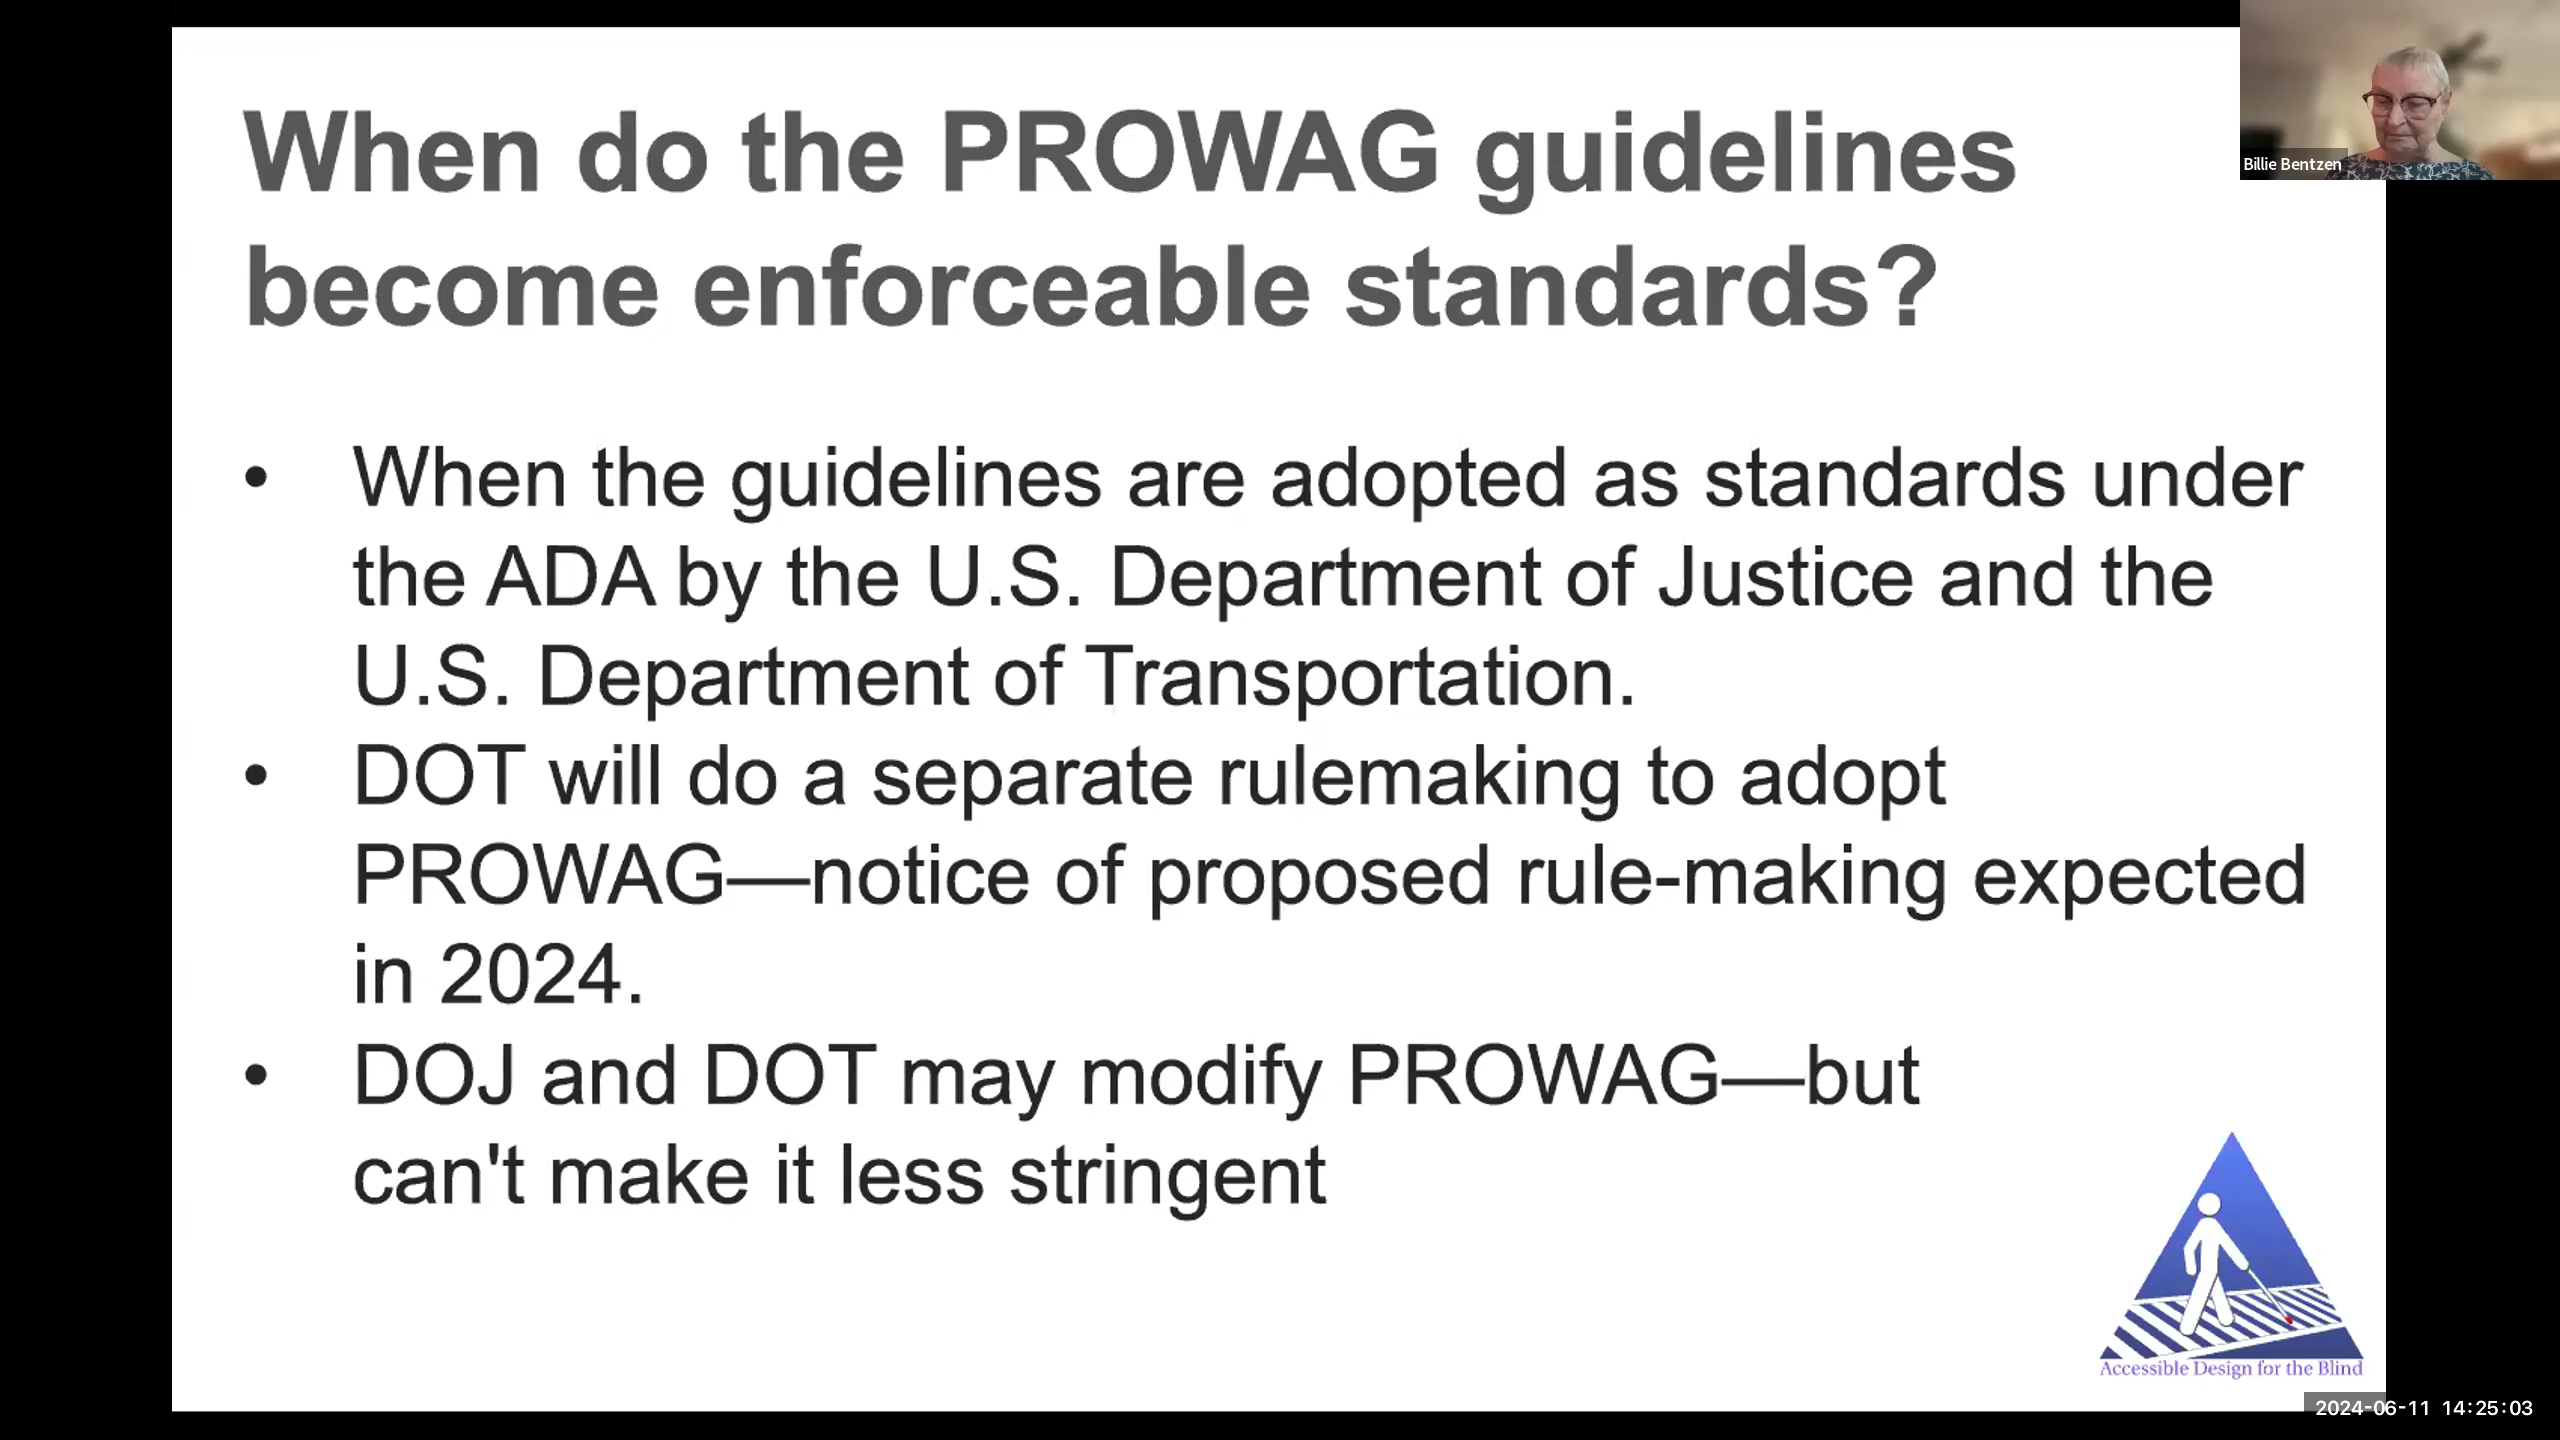 When do the PROWAG guidelines
become enforceable standards?
• When the guidelines are adopted as standards under
the ADA by the U.S. Department of Justice and the
U.S. Department of Transportation.
• DOT will do a separate rulemaking to adopt
PROWAG—notice of proposed rule-making expected
in 2024.
• DOJ and DOT may modify PROWAG—but
can't make it less stringent
Billie Bentzen
Accessible Design for the Blind
2024-06-11 14:25:03